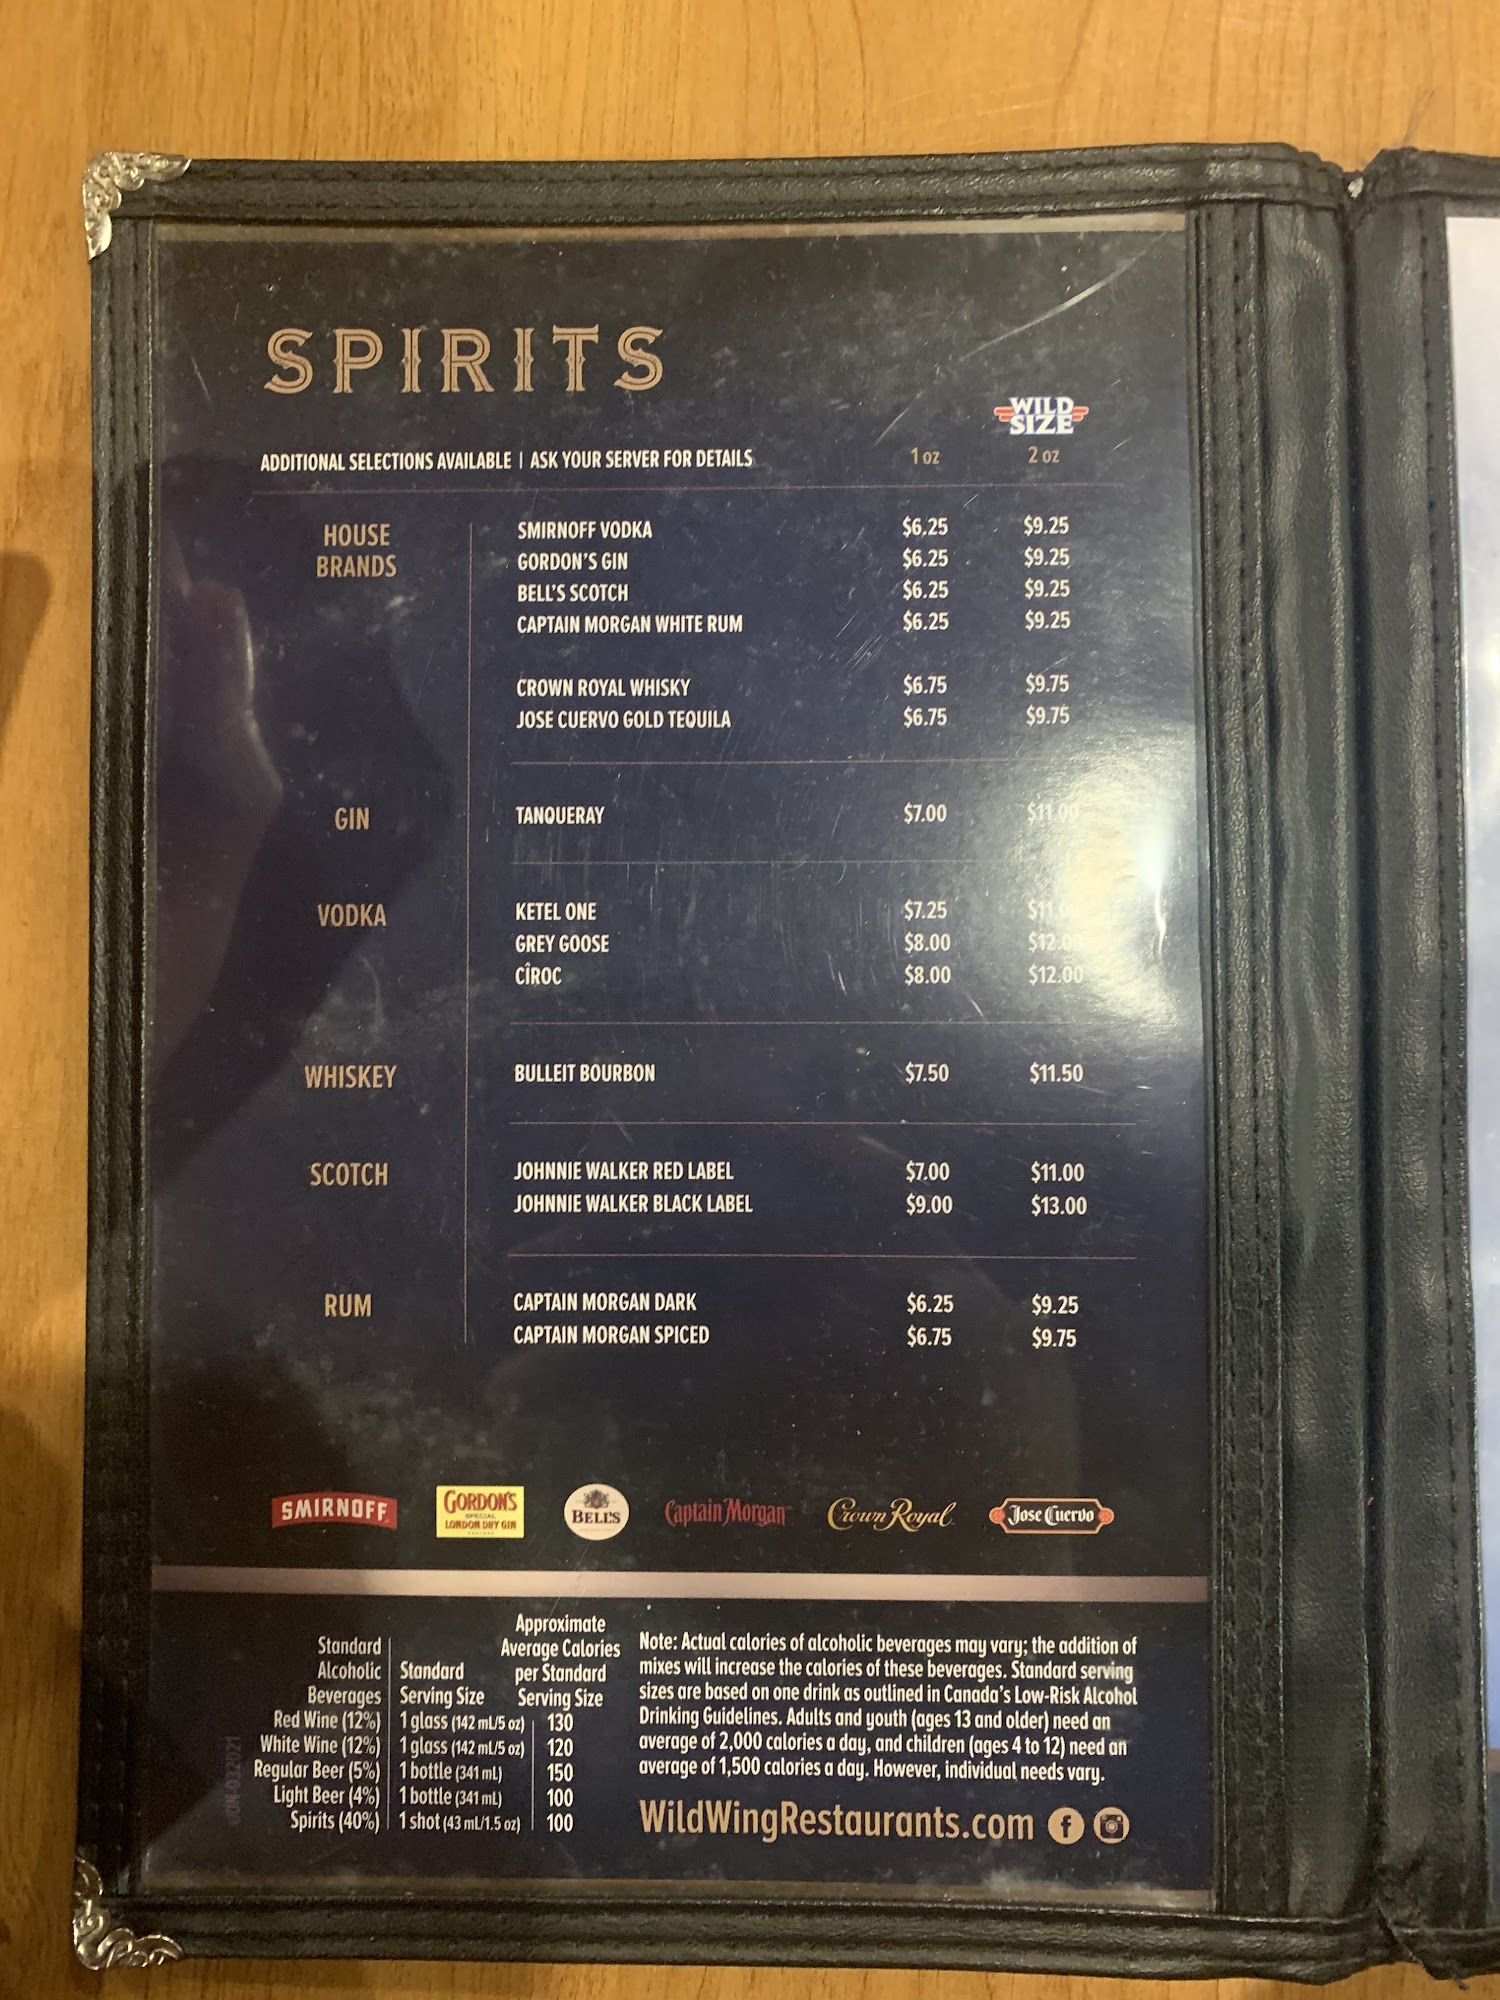 SPIRITS
WILD
SIZE
ADDITIONAL SELECTIONS AVAILABLE | ASK YOUR SERVER FOR DETAILS 1 oz 2 oz
HOUSE
BRANDS
SMIRNOFF VODKA $6.25 $9.25
GORDON'S GIN $6.25 $9.25
BELL'S SCOTCH $6.25 $9.25
CAPTAIN MORGAN WHITE RUM $6.25 $9.25
CROWN ROYAL WHISKY $6.75 $9.75
JOSE CUERVO GOLD TEQUILA $6.75 $9.75
GIN TANQUERAY $7.00 $11.00
VODKA KETEL ONE $7.25
GREY GOOSE $8.00 $12.00
CÎROC $8.00 $12.00
WHISKEY BULLEIT BOURBON $7.50 $11.50
SCOTCH JOHNNIE WALKER RED LABEL $7.00 $11.00
JOHNNIE WALKER BLACK LABEL $9.00 $13.00
RUM CAPTAIN MORGAN DARK $6.25 $9.25
CAPTAIN MORGAN SPICED $6.75 $9.75
SMIRNOFF
GORDON'S
SPECIAL
LONDON DRY GIN
BELL'S
Captain Morgan
Crown Royal
Jose Cuervo
Standard
Alcoholic
Beverages
Standard
Serving Size
Approximate
Average Calories
per Standard
Serving Size
Red Wine (12%) 1 glass (142 mL/5 oz) 130
White Wine (12%) 1 glass (142 mL/5 oz) 120
Regular Beer (5%) 1 bottle (341 mL) 150
Light Beer (4%) 1 bottle (341 mL) 100
Spirits (40%) 1 shot (43 mL/1.5 oz) 100
Note: Actual calories of alcoholic beverages may vary; the addition of
mixes will increase the calories of these beverages. Standard serving
sizes are based on one drink as outlined in Canada's Low-Risk Alcohol
Drinking Guidelines. Adults and youth (ages 13 and older) need an
average of 2,000 calories a day, and children (ages 4 to 12) need an
average of 1,500 calories a day. However, individual needs vary.
WildWingRestaurants.com